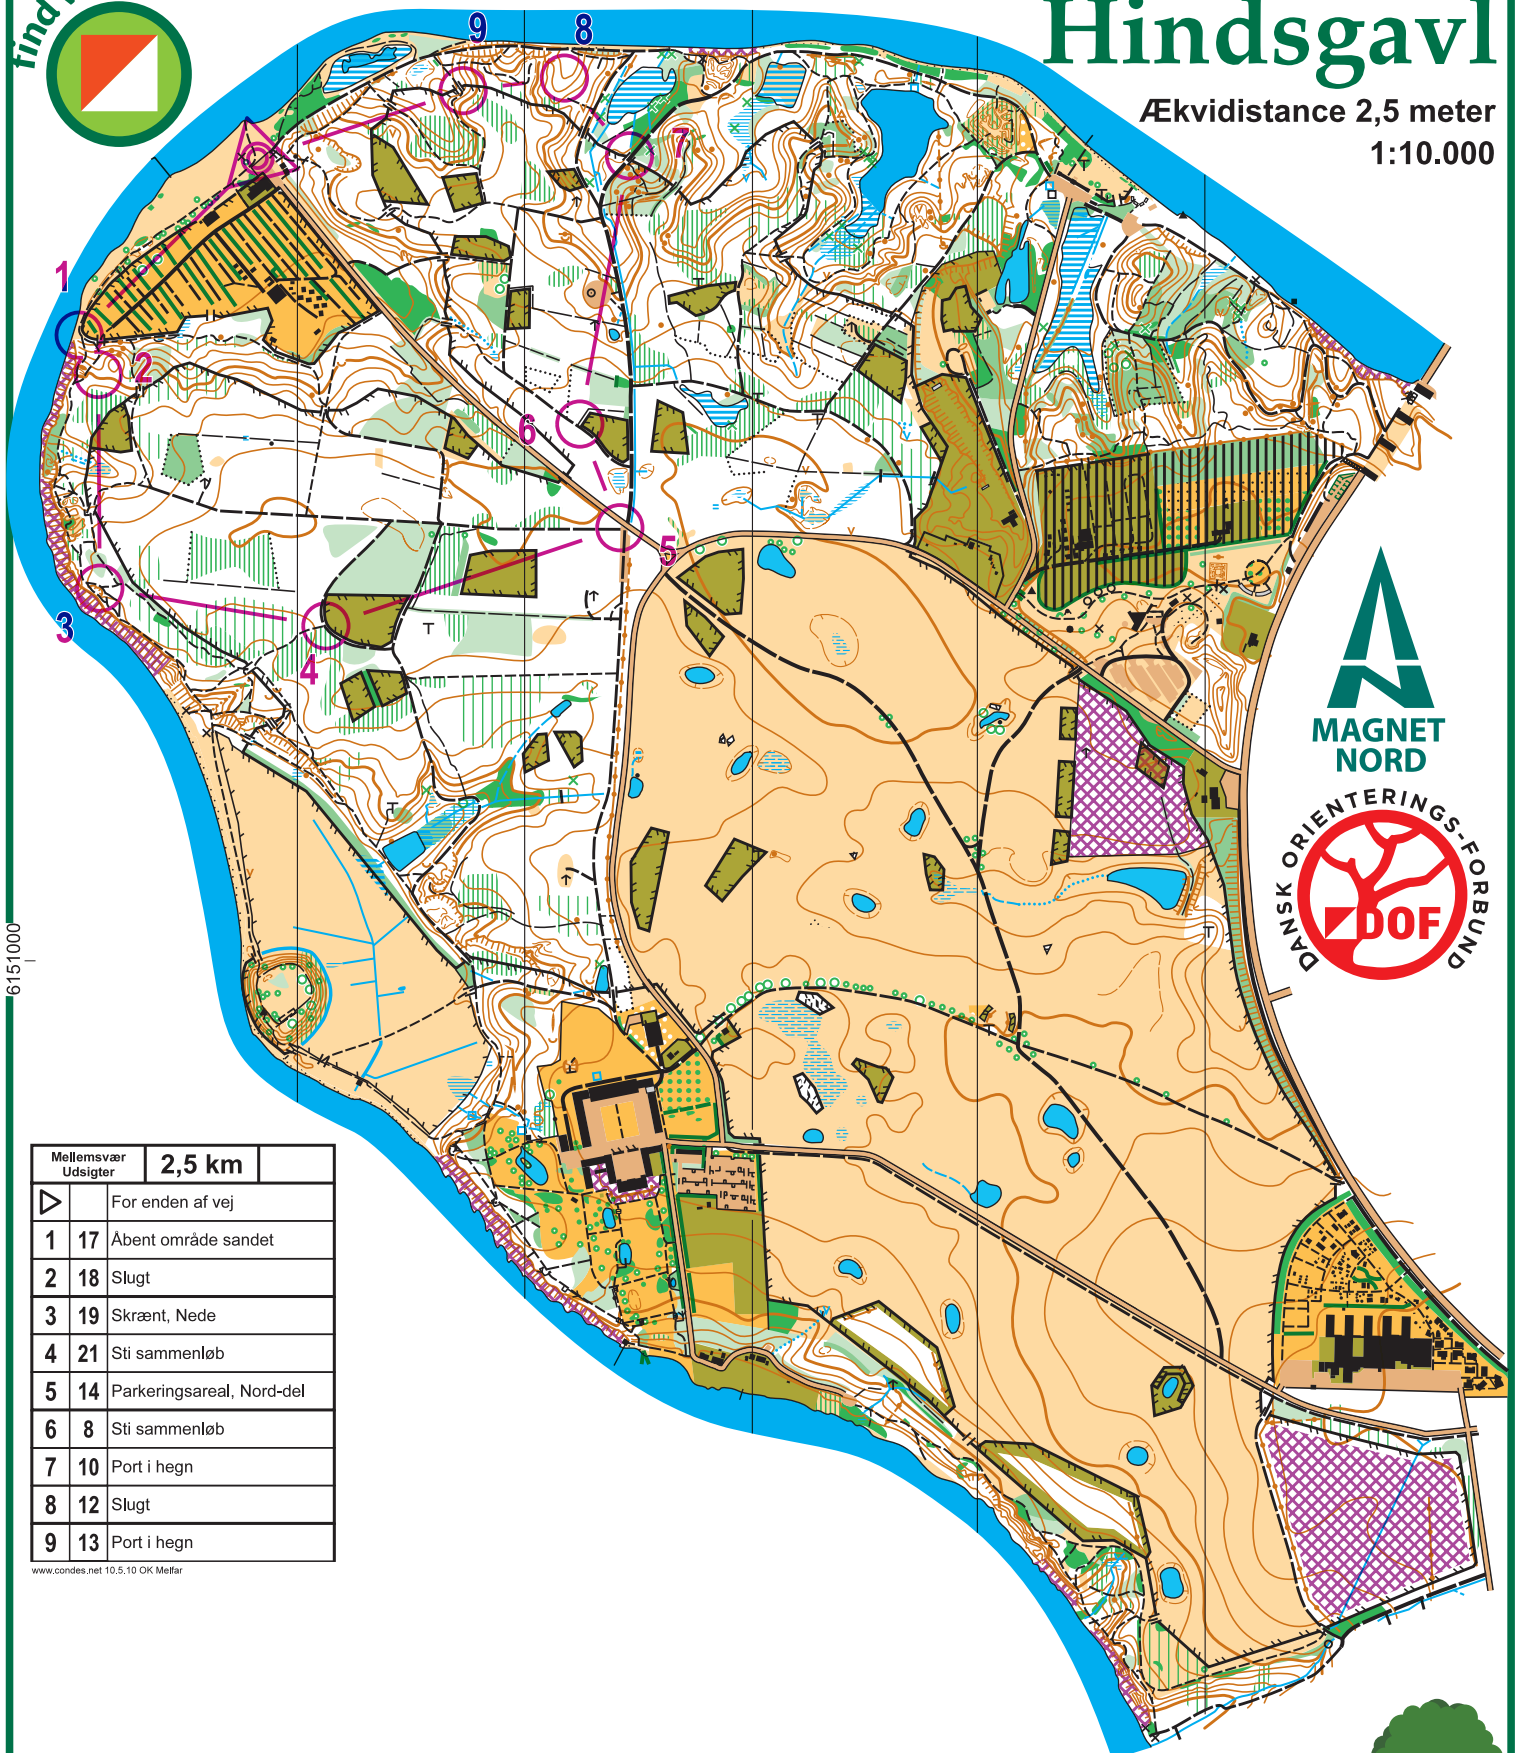 find
Hindsgavl
Ækvidistance 2,5 meter
1:10.000
9
8
7
1
2
6
5
3
4
MAGNET
NORD
DANSK ORIENTERINGS-FORBUND
DOF
6151000
Mellemsvær
Udsigter
2,5 km
For enden af vej
1 17 Åbent område sandet
2 18 Slugt
3 19 Skrænt, Nede
4 21 Sti sammenløb
5 14 Parkeringsareal, Nord-del
6 8 Sti sammenløb
7 10 Port i hegn
8 12 Slugt
9 13 Port i hegn
www.condes.net 10.5.10 OK Melfar